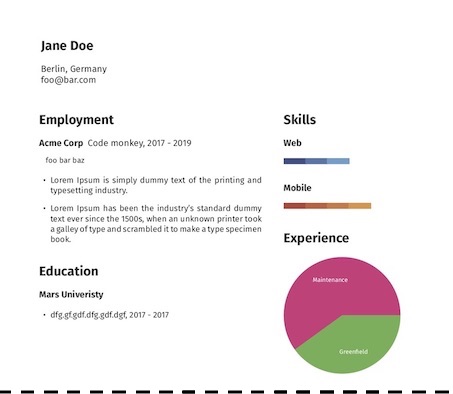 Jane Doe
Berlin, Germany
foo@bar.com
Employment
Acme Corp Code monkey, 2017 - 2019
foo bar baz
• Lorem Ipsum is simply dummy text of the printing and
typesetting industry.
• Lorem Ipsum has been the industry's standard dummy
text ever since the 1500s, when an unknown printer took
a galley of type and scrambled it to make a type specimen
book.
Education
Mars Univeristy
• dfg.gf.gdf.dfg.gdf.dgf, 2017 - 2017
Skills
Web
Mobile
Experience
Maintenance
Greenfield